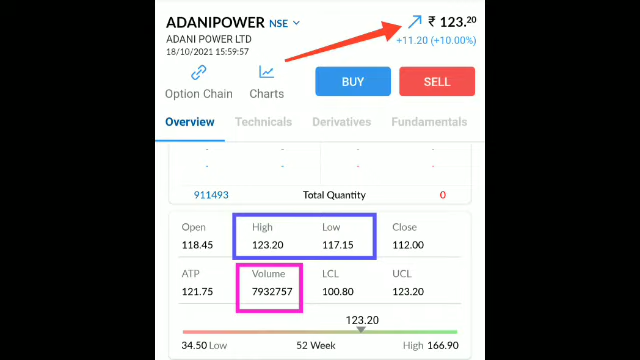 ADANIPOWER NSE
₹ 123.20
ADANI POWER LTD
+11.20 (+10.00%)
18/10/2021 15:59:57
Option Chain
Charts
BUY
SELL
Overview Technicals Derivatives Fundamentals
- - - -
- - - -
911493 Total Quantity 0
Open High Low Close
118.45 123.20 117.15 112.00
ATP Volume LCL UCL
121.75 7932757 100.80 123.20
123.20
34.50 Low 52 Week High 166.90